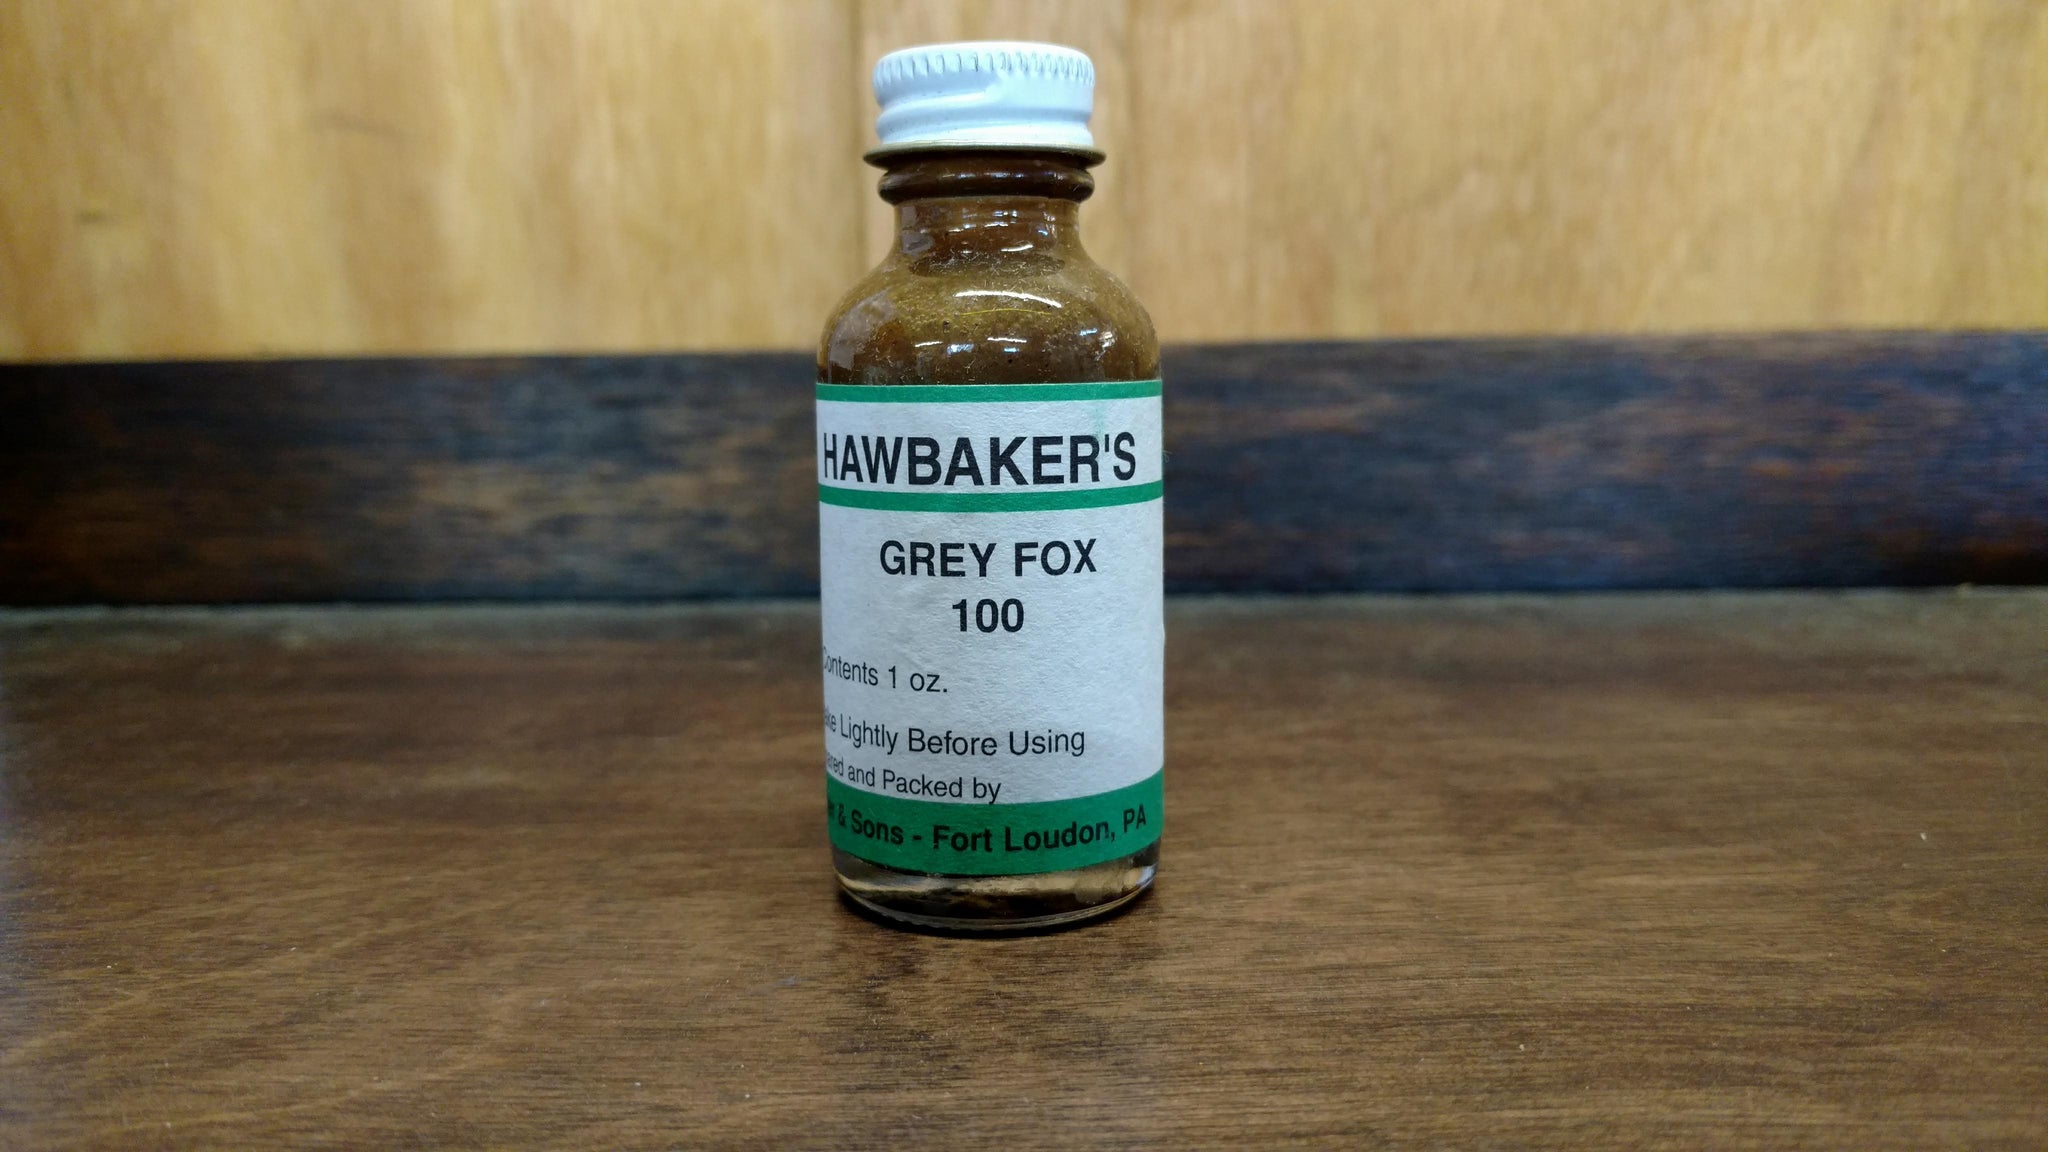 HAWBAKER'S
GREY FOX
100
Contents 1 oz.
Lightly Before Using
and Packed by
& Sons - Fort Loudon, PA